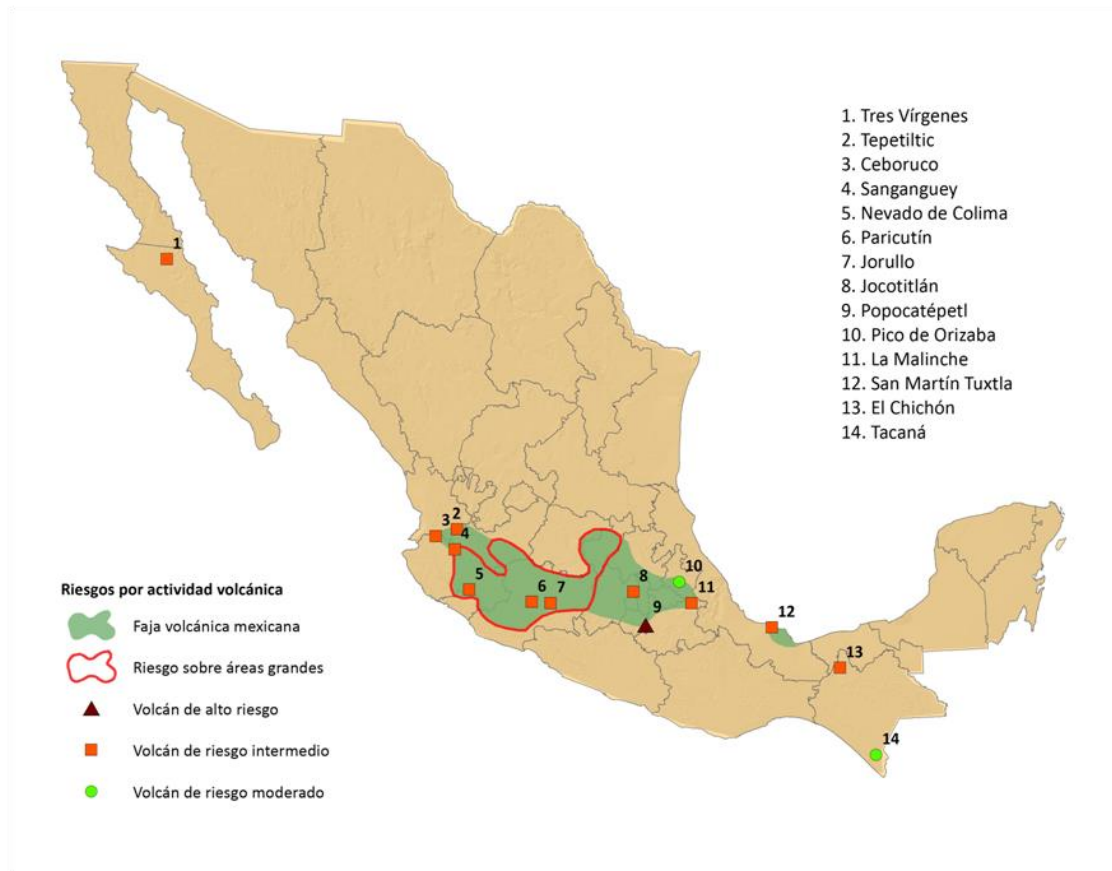 1. Tres Vírgenes
2. Tepetiltic
3. Ceboruco
4. Sanganguey
5. Nevado de Colima
6. Paricutín
7. Jorullo
8. Jocotitlán
9. Popocatépetl
10. Pico de Orizaba
11. La Malinche
12. San Martín Tuxtla
13. El Chichón
14. Tacaná
1
3 2
4
5
6 7
8
9
10
11
12
13
14
Riesgos por actividad volcánica
Faja volcánica mexicana
Riesgo sobre áreas grandes
Volcán de alto riesgo
Volcán de riesgo intermedio
Volcán de riesgo moderado